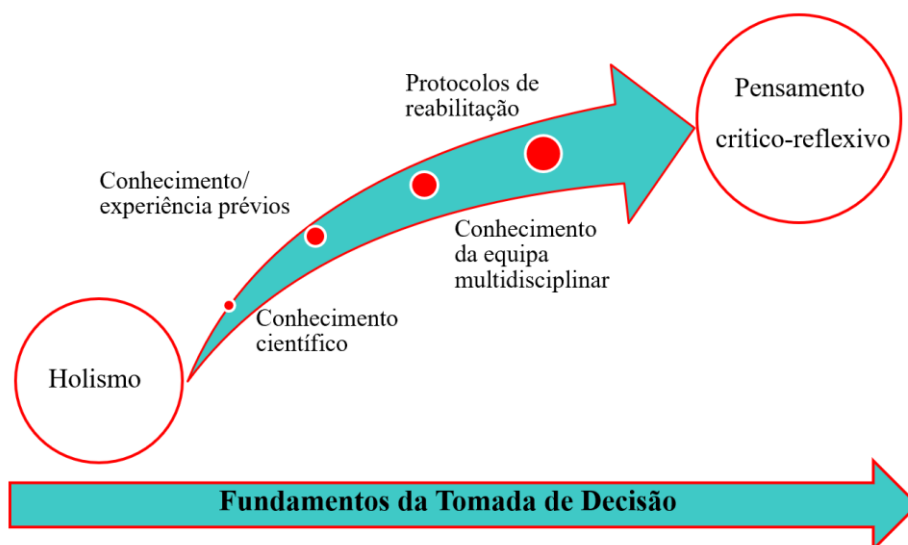 Protocolos de
reabilitação
Pensamento
critico-reflexivo
Conhecimento/
experiência prévios
Conhecimento
da equipa
multidisciplinar
Conhecimento
científico
Holismo
Fundamentos da Tomada de Decisão